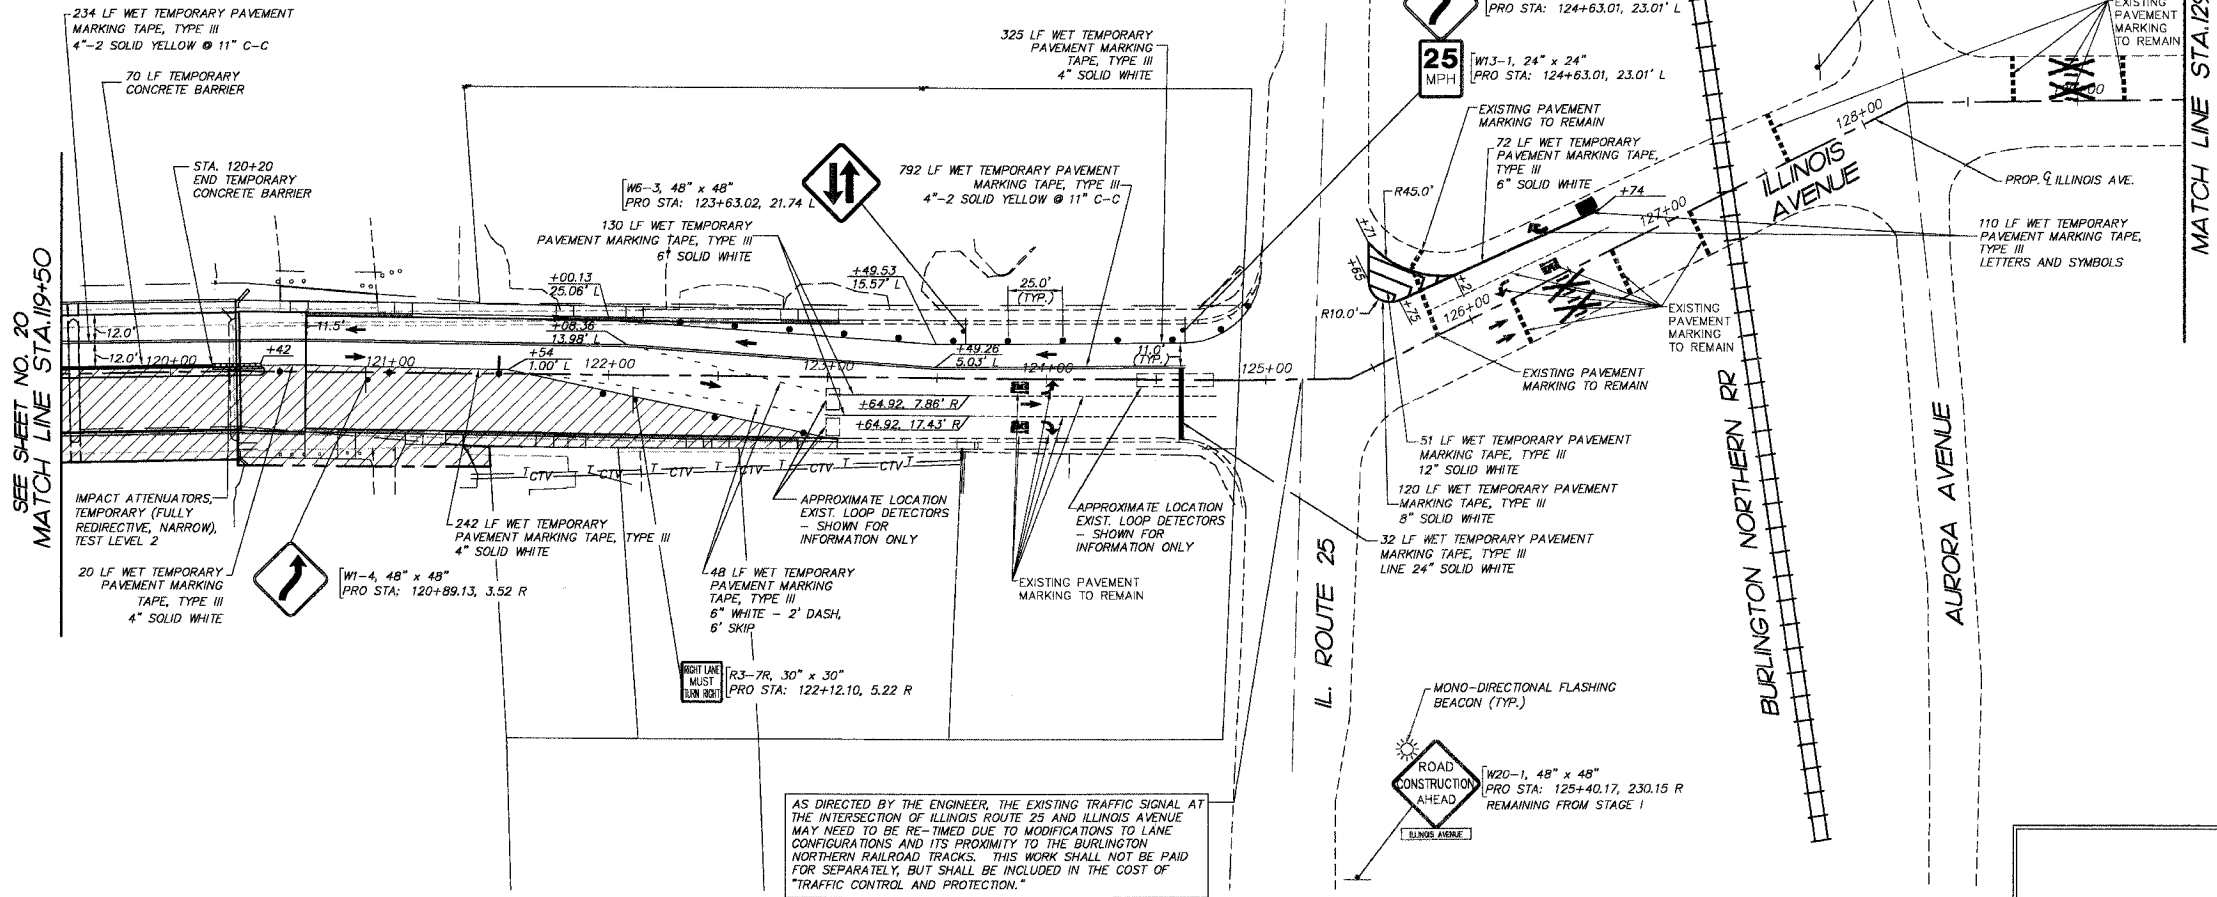 234 LF WET TEMPORARY PAVEMENT
MARKING TAPE, TYPE III
4"-2 SOLID YELLOW @ 11" C-C
70 LF TEMPORARY
CONCRETE BARRIER
STA. 120+20
END TEMPORARY
CONCRETE BARRIER
SEE SHEET NO. 20
MATCH LINE STA.119+50
12.0'
12.0'
11.5'
120+00
+42
121+00
+00.13
25.06' L
+08.36
13.98' L
+54
1.00' L
122+00
123+00
+49.53
15.57' L
+49.26
5.03' L
25.0'
(TYP.)
11.0'
(TYP.)
124+00
125+00
+64.92, 7.86' R
+64.92, 17.43' R
W6-3, 48" x 48"
PRO STA: 123+63.02, 21.74 L
130 LF WET TEMPORARY
PAVEMENT MARKING TAPE, TYPE III
6" SOLID WHITE
792 LF WET TEMPORARY PAVEMENT
MARKING TAPE, TYPE III
4"-2 SOLID YELLOW @ 11" C-C
325 LF WET TEMPORARY
PAVEMENT MARKING
TAPE, TYPE III
4" SOLID WHITE
PRO STA: 124+63.01, 23.01' L
25
MPH
W13-1, 24" x 24"
PRO STA: 124+63.01, 23.01' L
EXISTING PAVEMENT
MARKING TO REMAIN
72 LF WET TEMPORARY
PAVEMENT MARKING TAPE,
TYPE III
6" SOLID WHITE
R45.0'
+74
+71
+65
R10.0'
+75
+12
126+00
127+00
128+00
ILLINOIS
AVENUE
EXISTING
PAVEMENT
MARKING
TO REMAIN
MATCH LINE STA.129
PROP. ℄ ILLINOIS AVE.
110 LF WET TEMPORARY
PAVEMENT MARKING TAPE,
TYPE III
LETTERS AND SYMBOLS
EXISTING
PAVEMENT
MARKING
TO REMAIN
EXISTING PAVEMENT
MARKING TO REMAIN
51 LF WET TEMPORARY PAVEMENT
MARKING TAPE, TYPE III
12" SOLID WHITE
120 LF WET TEMPORARY PAVEMENT
MARKING TAPE, TYPE III
8" SOLID WHITE
32 LF WET TEMPORARY PAVEMENT
MARKING TAPE, TYPE III
LINE 24" SOLID WHITE
IL. ROUTE 25
BURLINGTON NORTHERN RR
AURORA AVENUE
T CTV T CTV T CTV T CTV T CTV T
IMPACT ATTENUATORS,
TEMPORARY (FULLY
REDIRECTIVE, NARROW),
TEST LEVEL 2
20 LF WET TEMPORARY
PAVEMENT MARKING
TAPE, TYPE III
4" SOLID WHITE
W1-4, 48" x 48"
PRO STA: 120+89.13, 3.52 R
242 LF WET TEMPORARY
PAVEMENT MARKING TAPE, TYPE III
4" SOLID WHITE
48 LF WET TEMPORARY
PAVEMENT MARKING
TAPE, TYPE III
6" WHITE - 2' DASH,
6' SKIP
APPROXIMATE LOCATION
EXIST. LOOP DETECTORS
- SHOWN FOR
INFORMATION ONLY
EXISTING PAVEMENT
MARKING TO REMAIN
APPROXIMATE LOCATION
EXIST. LOOP DETECTORS
- SHOWN FOR
INFORMATION ONLY
RIGHT LANE
MUST
TURN RIGHT
R3-7R, 30" x 30"
PRO STA: 122+12.10, 5.22 R
MONO-DIRECTIONAL FLASHING
BEACON (TYP.)
ROAD
CONSTRUCTION
AHEAD
ILLINOIS AVENUE
W20-1, 48" x 48"
PRO STA: 125+40.17, 230.15 R
REMAINING FROM STAGE I
AS DIRECTED BY THE ENGINEER, THE EXISTING TRAFFIC SIGNAL AT
THE INTERSECTION OF ILLINOIS ROUTE 25 AND ILLINOIS AVENUE
MAY NEED TO BE RE-TIMED DUE TO MODIFICATIONS TO LANE
CONFIGURATIONS AND ITS PROXIMITY TO THE BURLINGTON
NORTHERN RAILROAD TRACKS. THIS WORK SHALL NOT BE PAID
FOR SEPARATELY, BUT SHALL BE INCLUDED IN THE COST OF
"TRAFFIC CONTROL AND PROTECTION."